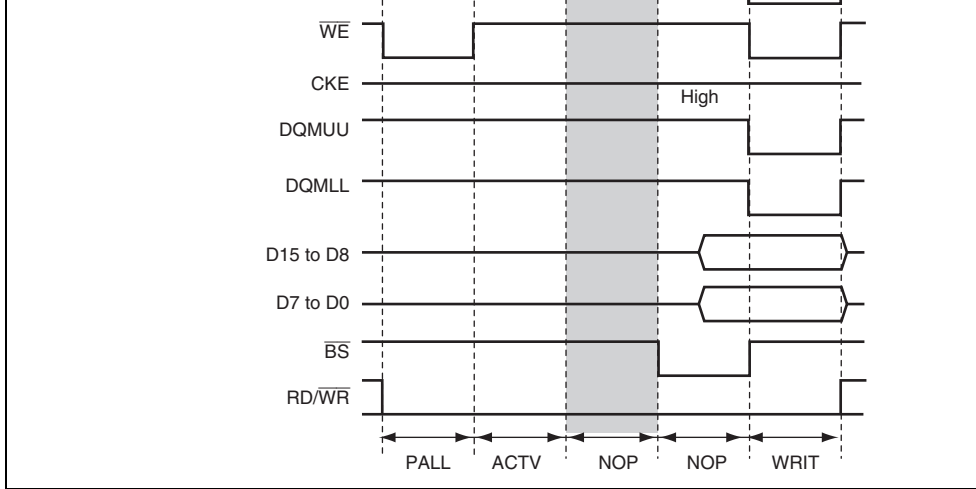 WE
CKE
High
DQMUU
DQMLL
D15 to D8
D7 to D0
BS
RD/WR
PALL ACTV NOP NOP WRIT